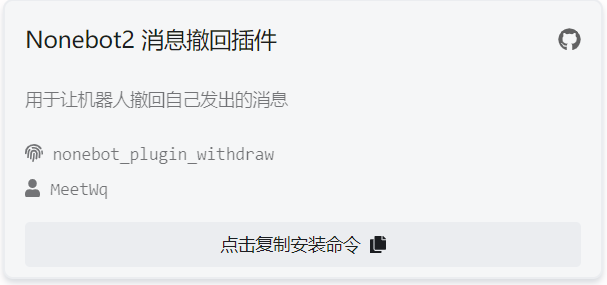 Nonebot2 消息撤回插件
用于让机器人撤回自己发出的消息
nonebot_plugin_withdraw
MeetWq
点击复制安装命令